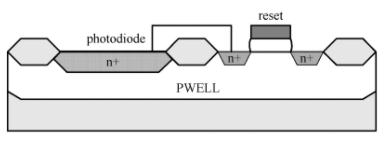 reset
photodiode
n+
n+
n+
PWELL